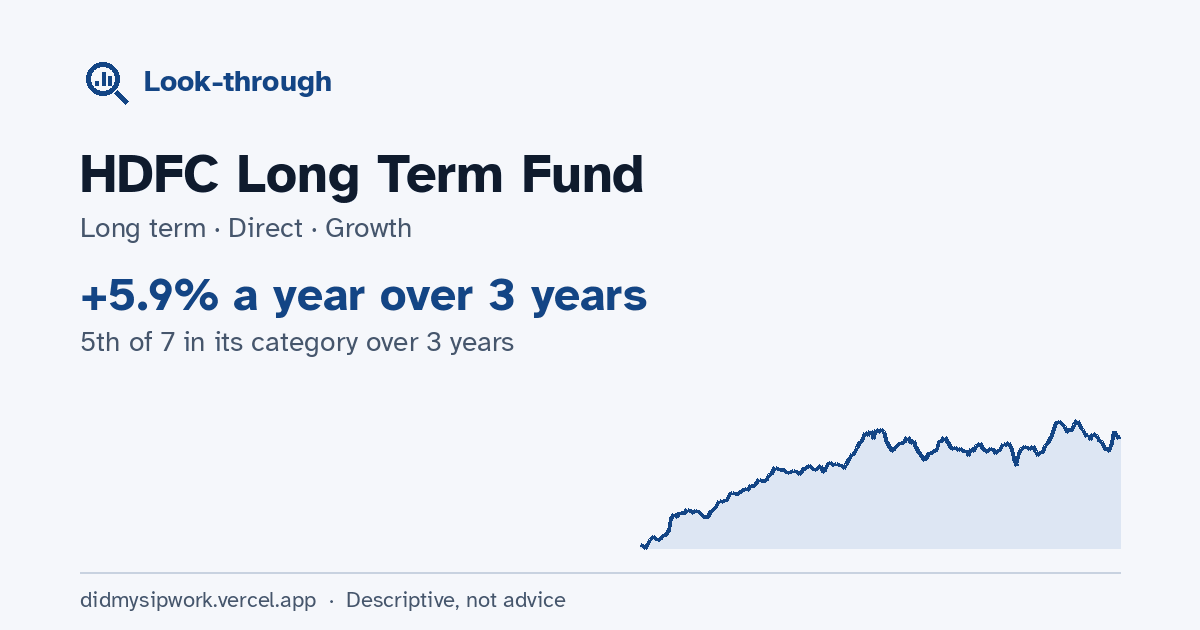 Look-through
HDFC Long Term Fund
Long term · Direct · Growth
+5.9% a year over 3 years
5th of 7 in its category over 3 years
didmysipwork.vercel.app · Descriptive, not advice